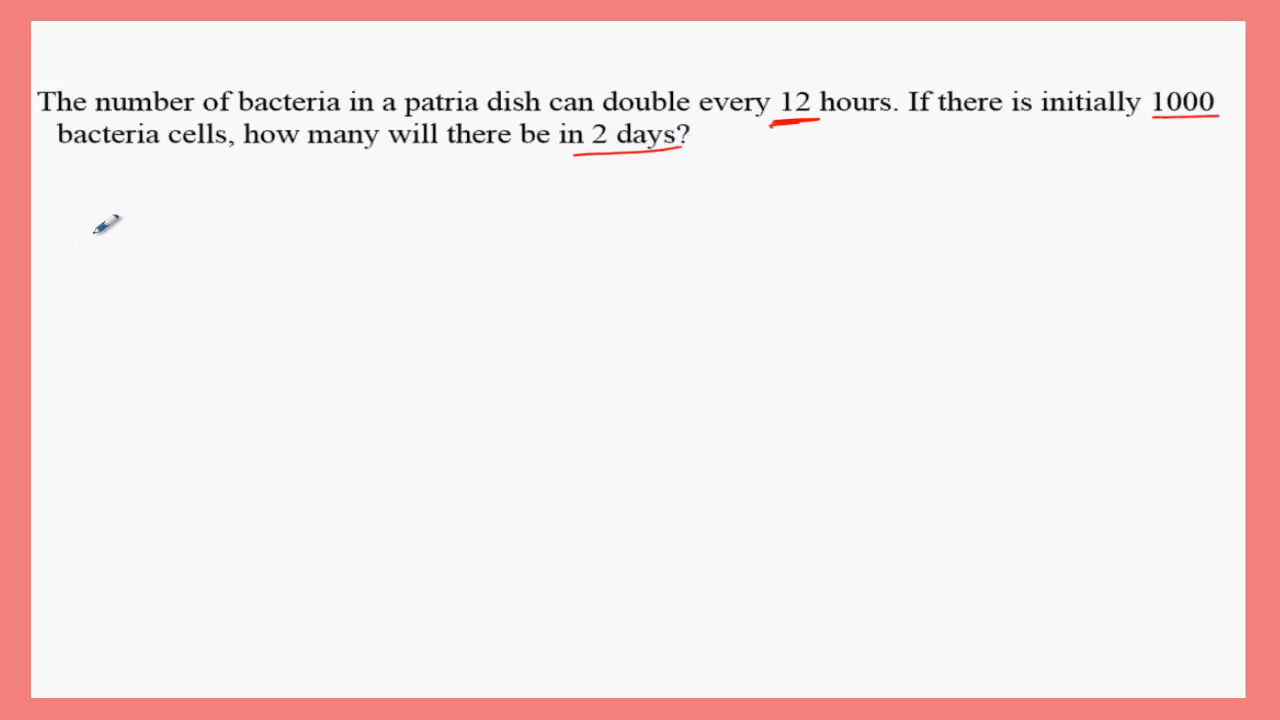 The number of bacteria in a patria dish can double every 12 hours. If there is initially 1000
bacteria cells, how many will there be in 2 days?